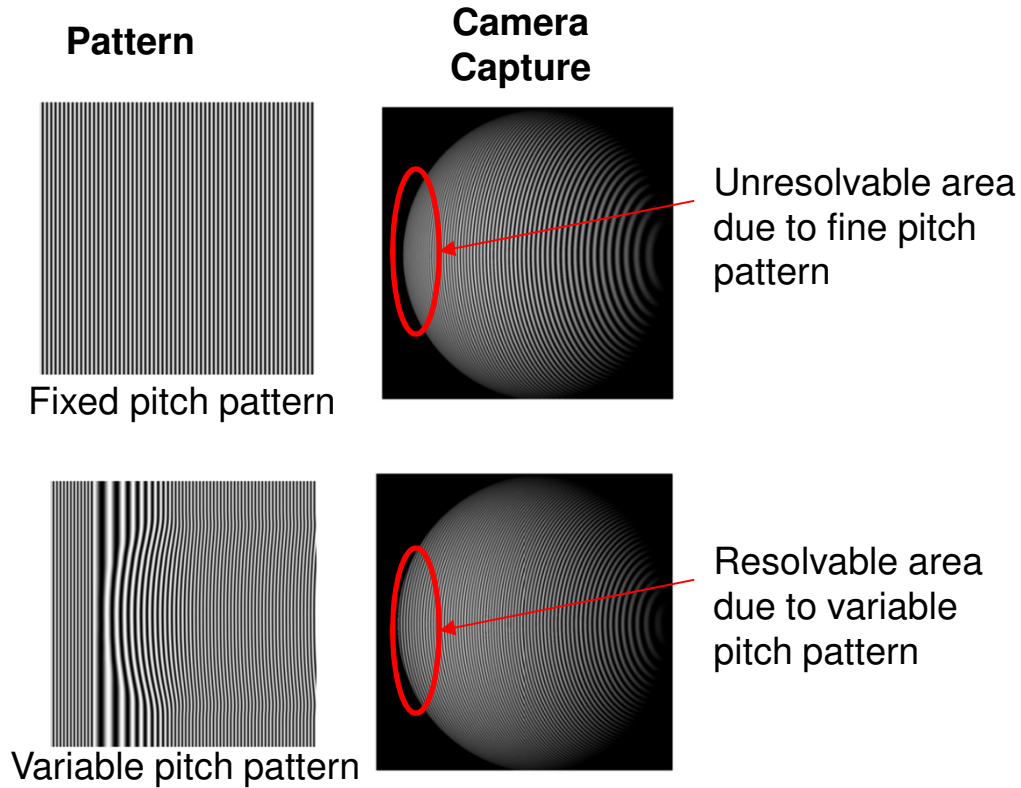 Pattern
Camera
Capture
Unresolvable area
due to fine pitch
pattern
Fixed pitch pattern
Resolvable area
due to variable
pitch pattern
Variable pitch pattern